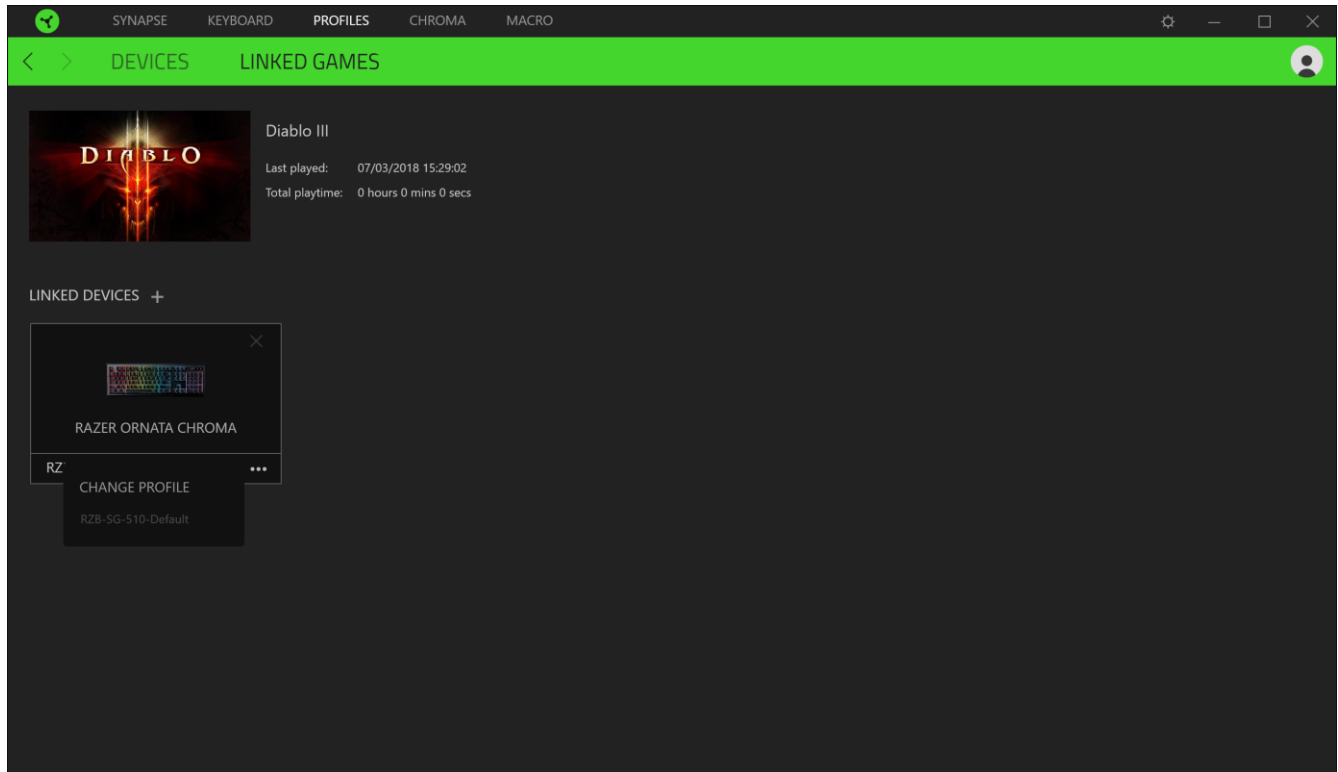 SYNAPSE KEYBOARD PROFILES CHROMA MACRO
DEVICES LINKED GAMES
DIABLO
Diablo III
Last played: 07/03/2018 15:29:02
Total playtime: 0 hours 0 mins 0 secs
LINKED DEVICES +
RAZER ORNATA CHROMA
RZ
CHANGE PROFILE
RZB-SG-510-Default